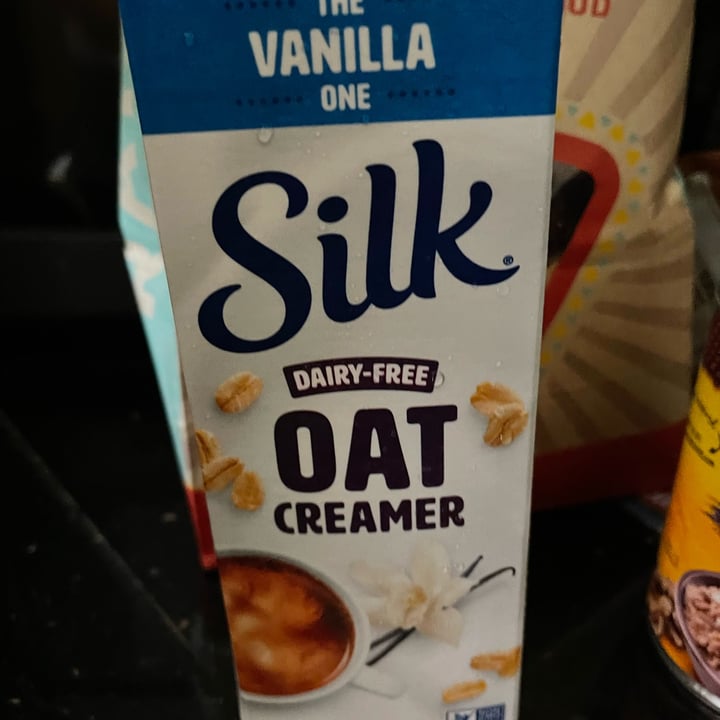 THE
VANILLA
ONE
Silk®
DAIRY-FREE
OAT
CREAMER